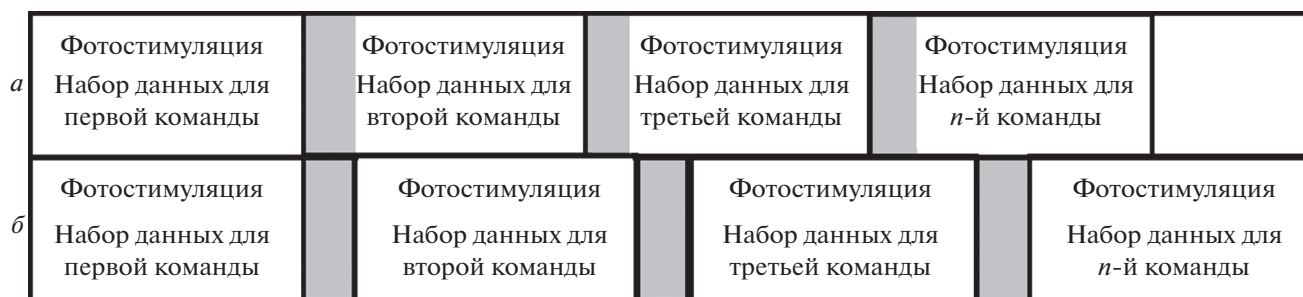 а
Фотостимуляция
Набор данных для
первой команды
Фотостимуляция
Набор данных для
второй команды
Фотостимуляция
Набор данных для
третьей команды
Фотостимуляция
Набор данных для
n-й команды
б
Фотостимуляция
Набор данных для
первой команды
Фотостимуляция
Набор данных для
второй команды
Фотостимуляция
Набор данных для
третьей команды
Фотостимуляция
Набор данных для
n-й команды